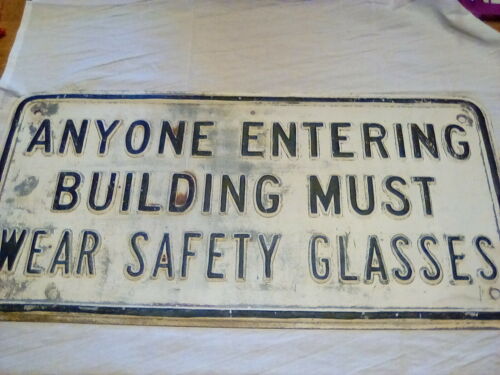 ANYONE ENTERING
BUILDING MUST
WEAR SAFETY GLASSES